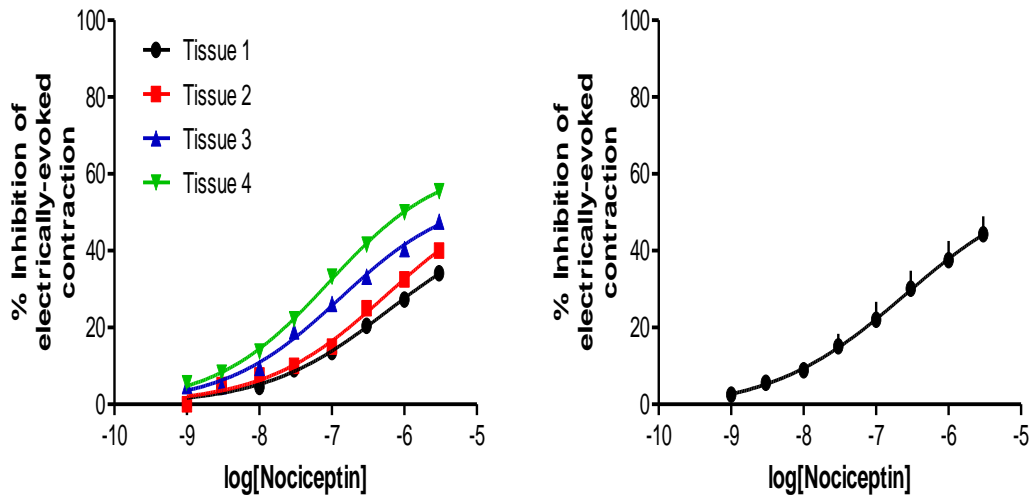 % Inhibition of
electrically-evoked
contraction
100
80
60
40
20
0
Tissue 1
Tissue 2
Tissue 3
Tissue 4
-10 -9 -8 -7 -6 -5
log[Nociceptin]
% Inhibition of
electrically-evoked
contraction
100
80
60
40
20
0
-10 -9 -8 -7 -6 -5
log[Nociceptin]